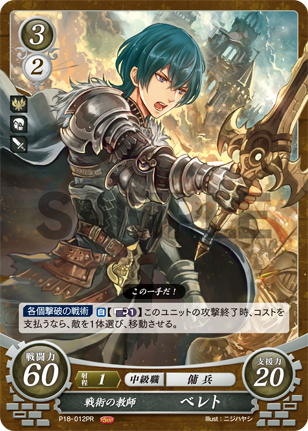 3
2
SAMPLE
この一手だ！
各個撃破の戦術 自 [1] このユニットの攻撃終了時、コストを
支払うなら、敵を1体選び、移動させる。
戦闘力
60
射程
1
中級職
傭兵
支援力
20
戦術の教師
ベレト
P18-012PR
Illust：ニジハヤシ